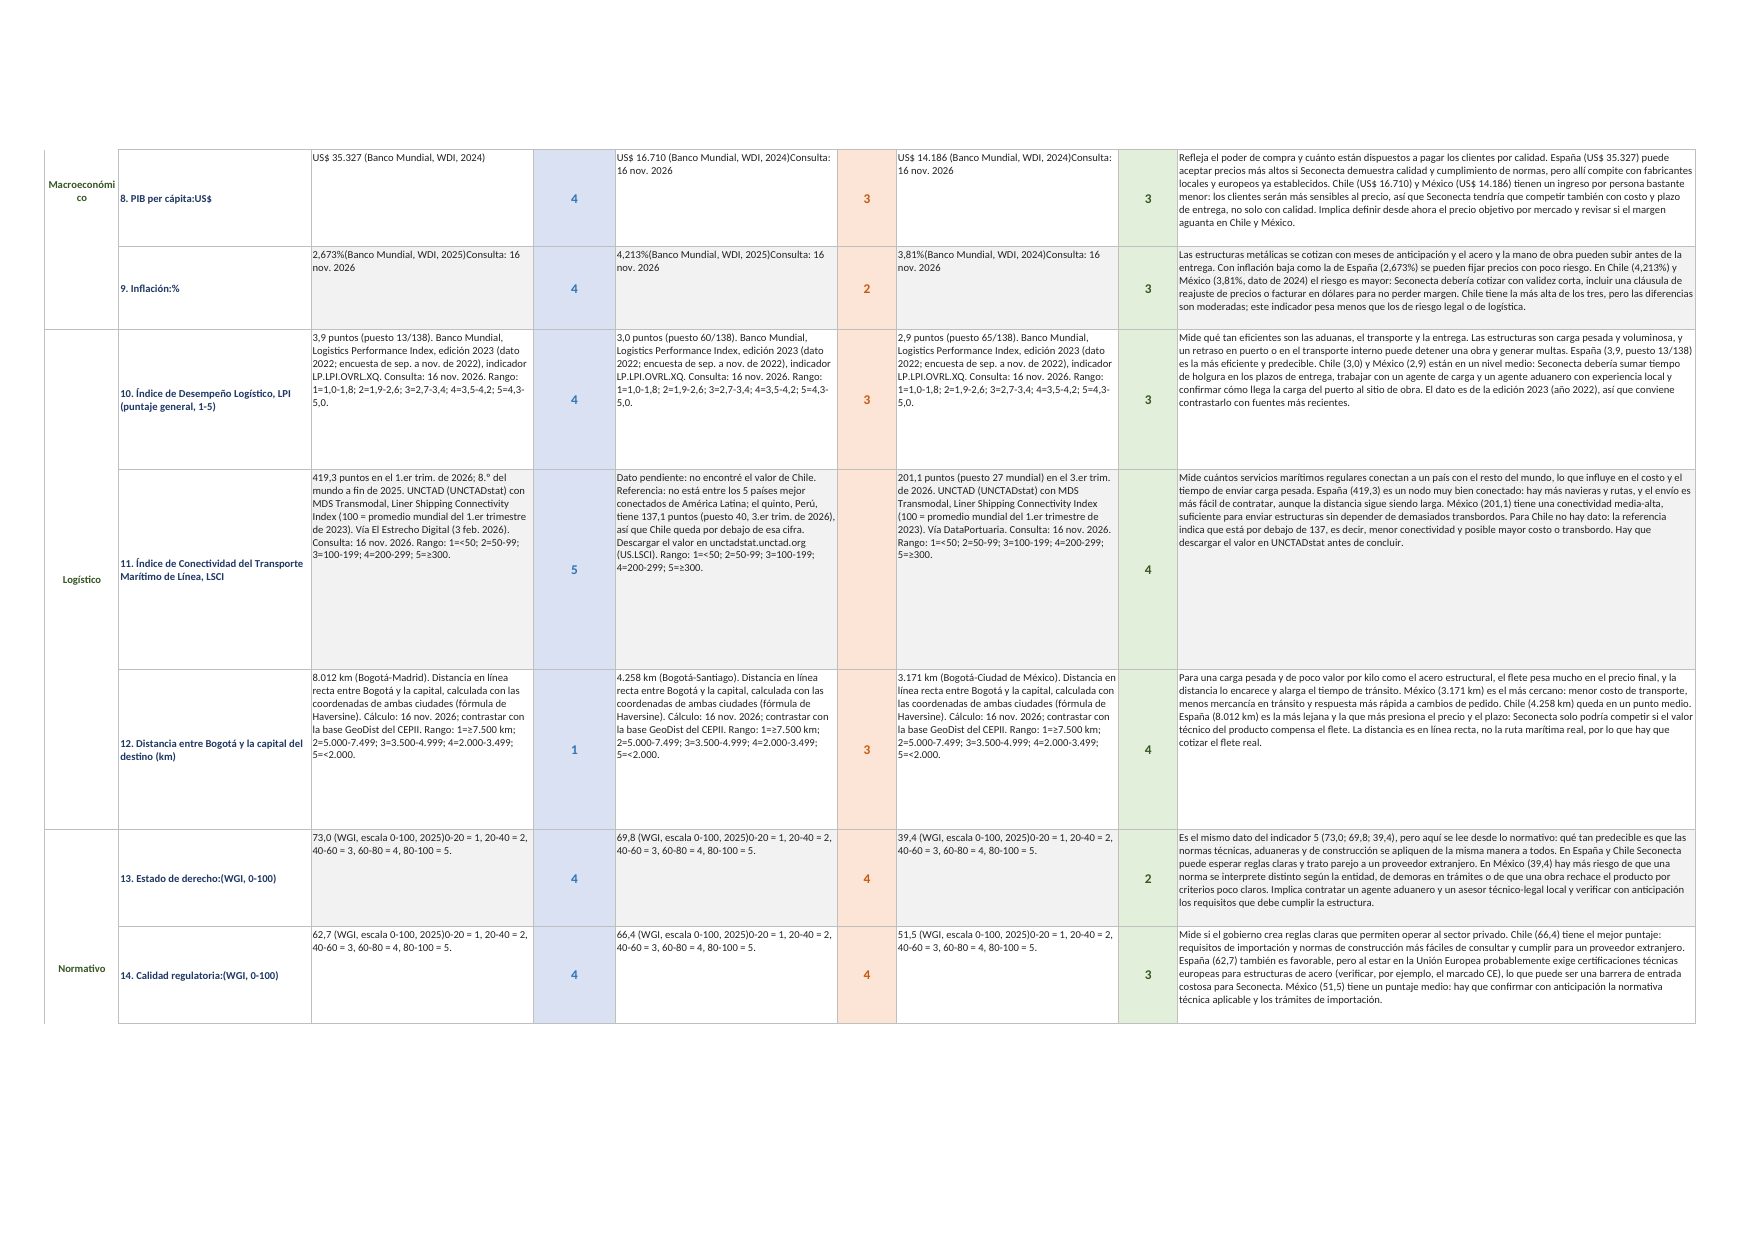 Macroeconómi
co
8. PIB per cápita:US$
US$ 35.327 (Banco Mundial, WDI, 2024)
4
US$ 16.710 (Banco Mundial, WDI, 2024)Consulta:
16 nov. 2026
3
US$ 14.186 (Banco Mundial, WDI, 2024)Consulta:
16 nov. 2026
3
Refleja el poder de compra y cuánto están dispuestos a pagar los clientes por calidad. España (US$ 35.327) puede
aceptar precios más altos si Seconecta demuestra calidad y cumplimiento de normas, pero allí compite con fabricantes
locales y europeos ya establecidos. Chile (US$ 16.710) y México (US$ 14.186) tienen un ingreso por persona bastante
menor: los clientes serán más sensibles al precio, así que Seconecta tendría que competir también con costo y plazo
de entrega, no solo con calidad. Implica definir desde ahora el precio objetivo por mercado y revisar si el margen
aguanta en Chile y México.
9. Inflación:%
2,673%(Banco Mundial, WDI, 2025)Consulta: 16
nov. 2026
4
4,213%(Banco Mundial, WDI, 2025)Consulta: 16
nov. 2026
2
3,81%(Banco Mundial, WDI, 2024)Consulta: 16
nov. 2026
3
Las estructuras metálicas se cotizan con meses de anticipación y el acero y la mano de obra pueden subir antes de la
entrega. Con inflación baja como la de España (2,673%) se pueden fijar precios con poco riesgo. En Chile (4,213%) y
México (3,81%, dato de 2024) el riesgo es mayor: Seconecta debería cotizar con validez corta, incluir una cláusula de
reajuste de precios o facturar en dólares para no perder margen. Chile tiene la más alta de los tres, pero las diferencias
son moderadas; este indicador pesa menos que los de riesgo legal o de logística.
Logístico
10. Índice de Desempeño Logístico, LPI
(puntaje general, 1-5)
3,9 puntos (puesto 13/138). Banco Mundial,
Logistics Performance Index, edición 2023 (dato
2022; encuesta de sep. a nov. de 2022), indicador
LP.LPI.OVRL.XQ. Consulta: 16 nov. 2026. Rango:
1=1,0-1,8; 2=1,9-2,6; 3=2,7-3,4; 4=3,5-4,2; 5=4,3-
5,0.
4
3,0 puntos (puesto 60/138). Banco Mundial,
Logistics Performance Index, edición 2023 (dato
2022; encuesta de sep. a nov. de 2022), indicador
LP.LPI.OVRL.XQ. Consulta: 16 nov. 2026. Rango:
1=1,0-1,8; 2=1,9-2,6; 3=2,7-3,4; 4=3,5-4,2; 5=4,3-
5,0.
3
2,9 puntos (puesto 65/138). Banco Mundial,
Logistics Performance Index, edición 2023 (dato
2022; encuesta de sep. a nov. de 2022), indicador
LP.LPI.OVRL.XQ. Consulta: 16 nov. 2026. Rango:
1=1,0-1,8; 2=1,9-2,6; 3=2,7-3,4; 4=3,5-4,2; 5=4,3-
5,0.
3
Mide qué tan eficientes son las aduanas, el transporte y la entrega. Las estructuras son carga pesada y voluminosa, y
un retraso en puerto o en el transporte interno puede detener una obra y generar multas. España (3,9, puesto 13/138)
es la más eficiente y predecible. Chile (3,0) y México (2,9) están en un nivel medio: Seconecta debería sumar tiempo
de holgura en los plazos de entrega, trabajar con un agente de carga y un agente aduanero con experiencia local y
confirmar cómo llega la carga del puerto al sitio de obra. El dato es de la edición 2023 (año 2022), así que conviene
contrastarlo con fuentes más recientes.
11. Índice de Conectividad del Transporte
Marítimo de Línea, LSCI
419,3 puntos en el 1.er trim. de 2026; 8.º del
mundo a fin de 2025. UNCTAD (UNCTADstat) con
MDS Transmodal, Liner Shipping Connectivity
Index (100 = promedio mundial del 1.er trimestre
de 2023). Vía El Estrecho Digital (3 feb. 2026).
Consulta: 16 nov. 2026. Rango: 1=<50; 2=50-99;
3=100-199; 4=200-299; 5=≥300.
5
Dato pendiente: no encontré el valor de Chile.
Referencia: no está entre los 5 países mejor
conectados de América Latina; el quinto, Perú,
tiene 137,1 puntos (puesto 40, 3.er trim. de 2026),
así que Chile queda por debajo de esa cifra.
Descargar el valor en unctadstat.unctad.org
(US.LSCI). Rango: 1=<50; 2=50-99; 3=100-199;
4=200-299; 5=≥300.
201,1 puntos (puesto 27 mundial) en el 3.er trim.
de 2026. UNCTAD (UNCTADstat) con MDS
Transmodal, Liner Shipping Connectivity Index
(100 = promedio mundial del 1.er trimestre de
2023). Vía DataPortuaria. Consulta: 16 nov. 2026.
Rango: 1=<50; 2=50-99; 3=100-199; 4=200-299;
5=≥300.
4
Mide cuántos servicios marítimos regulares conectan a un país con el resto del mundo, lo que influye en el costo y el
tiempo de enviar carga pesada. España (419,3) es un nodo muy bien conectado: hay más navieras y rutas, y el envío es
más fácil de contratar, aunque la distancia sigue siendo larga. México (201,1) tiene una conectividad media-alta,
suficiente para enviar estructuras sin depender de demasiados transbordos. Para Chile no hay dato: la referencia
indica que está por debajo de 137, es decir, menor conectividad y posible mayor costo o transbordo. Hay que
descargar el valor en UNCTADstat antes de concluir.
12. Distancia entre Bogotá y la capital del
destino (km)
8.012 km (Bogotá-Madrid). Distancia en línea
recta entre Bogotá y la capital, calculada con las
coordenadas de ambas ciudades (fórmula de
Haversine). Cálculo: 16 nov. 2026; contrastar con
la base GeoDist del CEPII. Rango: 1=≥7.500 km;
2=5.000-7.499; 3=3.500-4.999; 4=2.000-3.499;
5=<2.000.
1
4.258 km (Bogotá-Santiago). Distancia en línea
recta entre Bogotá y la capital, calculada con las
coordenadas de ambas ciudades (fórmula de
Haversine). Cálculo: 16 nov. 2026; contrastar con
la base GeoDist del CEPII. Rango: 1=≥7.500 km;
2=5.000-7.499; 3=3.500-4.999; 4=2.000-3.499;
5=<2.000.
3
3.171 km (Bogotá-Ciudad de México). Distancia en
línea recta entre Bogotá y la capital, calculada con
las coordenadas de ambas ciudades (fórmula de
Haversine). Cálculo: 16 nov. 2026; contrastar con
la base GeoDist del CEPII. Rango: 1=≥7.500 km;
2=5.000-7.499; 3=3.500-4.999; 4=2.000-3.499;
5=<2.000.
4
Para una carga pesada y de poco valor por kilo como el acero estructural, el flete pesa mucho en el precio final, y la
distancia lo encarece y alarga el tiempo de tránsito. México (3.171 km) es el más cercano: menor costo de transporte,
menos mercancía en tránsito y respuesta más rápida a cambios de pedido. Chile (4.258 km) queda en un punto medio.
España (8.012 km) es la más lejana y la que más presiona el precio y el plazo: Seconecta solo podría competir si el valor
técnico del producto compensa el flete. La distancia es en línea recta, no la ruta marítima real, por lo que hay que
cotizar el flete real.
Normativo
13. Estado de derecho:(WGI, 0-100)
73,0 (WGI, escala 0-100, 2025)0-20 = 1, 20-40 = 2,
40-60 = 3, 60-80 = 4, 80-100 = 5.
4
69,8 (WGI, escala 0-100, 2025)0-20 = 1, 20-40 = 2,
40-60 = 3, 60-80 = 4, 80-100 = 5.
4
39,4 (WGI, escala 0-100, 2025)0-20 = 1, 20-40 = 2,
40-60 = 3, 60-80 = 4, 80-100 = 5.
2
Es el mismo dato del indicador 5 (73,0; 69,8; 39,4), pero aquí se lee desde lo normativo: qué tan predecible es que las
normas técnicas, aduaneras y de construcción se apliquen de la misma manera a todos. En España y Chile Seconecta
puede esperar reglas claras y trato parejo a un proveedor extranjero. En México (39,4) hay más riesgo de que una
norma se interprete distinto según la entidad, de demoras en trámites o de que una obra rechace el producto por
criterios poco claros. Implica contratar un agente aduanero y un asesor técnico-legal local y verificar con anticipación
los requisitos que debe cumplir la estructura.
14. Calidad regulatoria:(WGI, 0-100)
62,7 (WGI, escala 0-100, 2025)0-20 = 1, 20-40 = 2,
40-60 = 3, 60-80 = 4, 80-100 = 5.
4
66,4 (WGI, escala 0-100, 2025)0-20 = 1, 20-40 = 2,
40-60 = 3, 60-80 = 4, 80-100 = 5.
4
51,5 (WGI, escala 0-100, 2025)0-20 = 1, 20-40 = 2,
40-60 = 3, 60-80 = 4, 80-100 = 5.
3
Mide si el gobierno crea reglas claras que permiten operar al sector privado. Chile (66,4) tiene el mejor puntaje:
requisitos de importación y normas de construcción más fáciles de consultar y cumplir para un proveedor extranjero.
España (62,7) también es favorable, pero al estar en la Unión Europea probablemente exige certificaciones técnicas
europeas para estructuras de acero (verificar, por ejemplo, el marcado CE), lo que puede ser una barrera de entrada
costosa para Seconecta. México (51,5) tiene un puntaje medio: hay que confirmar con anticipación la normativa
técnica aplicable y los trámites de importación.